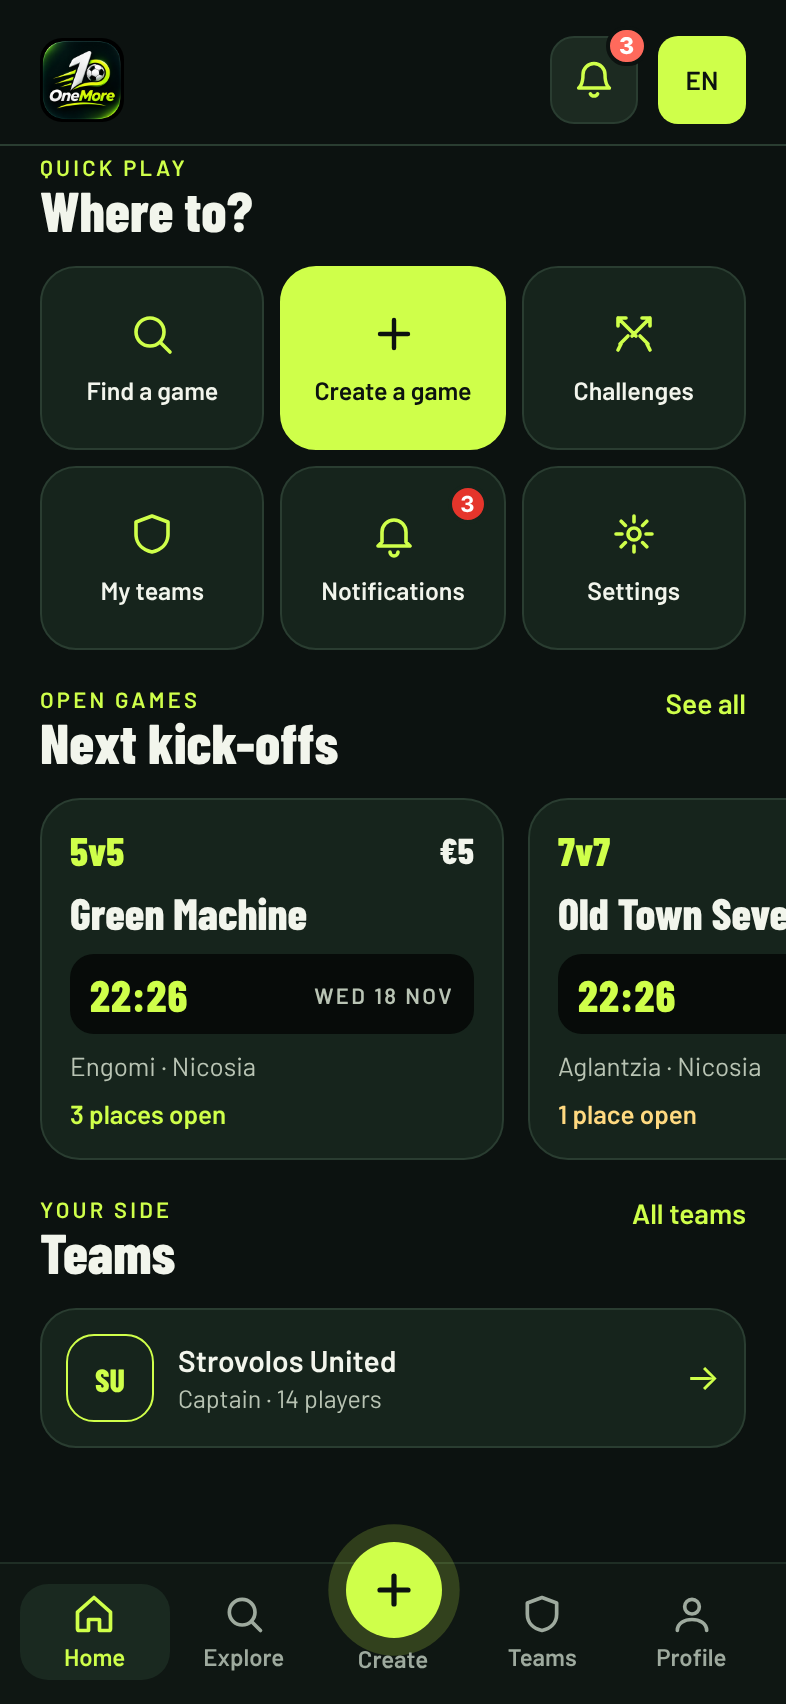 10
OneMore
3
EN
QUICK PLAY
Where to?
Find a game
Create a game
Challenges
My teams
3
Notifications
Settings
OPEN GAMES
See all
Next kick-offs
5v5
€5
Green Machine
22:26
WED 18 NOV
Engomi · Nicosia
3 places open
7v7
Old Town Seve
22:26
Aglantzia · Nicosia
1 place open
YOUR SIDE
All teams
Teams
SU
Strovolos United
Captain · 14 players
Home
Explore
Create
Teams
Profile